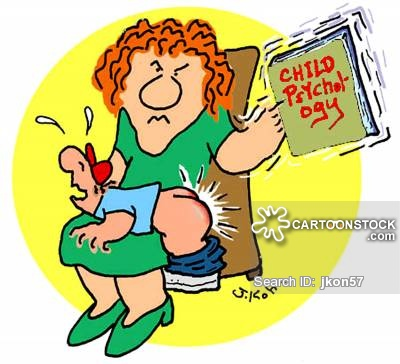 CHILD
Psychol-
ogy
CARTOONSTOCK
.com
Search ID: jkon57
J.Kon